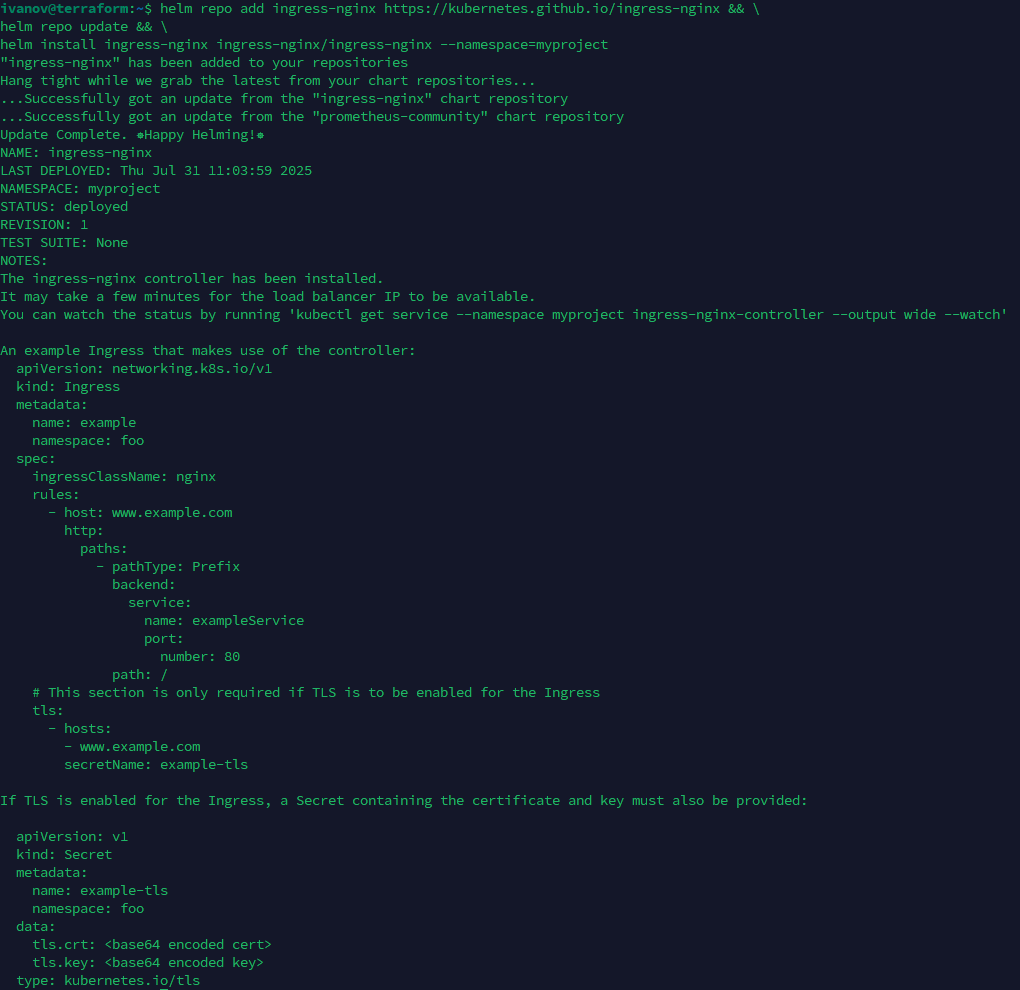 ivanov@terraform:~$ helm repo add ingress-nginx https://kubernetes.github.io/ingress-nginx && \
helm repo update && \
helm install ingress-nginx ingress-nginx/ingress-nginx --namespace=myproject
"ingress-nginx" has been added to your repositories
Hang tight while we grab the latest from your chart repositories...
...Successfully got an update from the "ingress-nginx" chart repository
...Successfully got an update from the "prometheus-community" chart repository
Update Complete. ⎈Happy Helming!⎈
NAME: ingress-nginx
LAST DEPLOYED: Thu Jul 31 11:03:59 2025
NAMESPACE: myproject
STATUS: deployed
REVISION: 1
TEST SUITE: None
NOTES:
The ingress-nginx controller has been installed.
It may take a few minutes for the load balancer IP to be available.
You can watch the status by running 'kubectl get service --namespace myproject ingress-nginx-controller --output wide --watch'

An example Ingress that makes use of the controller:
  apiVersion: networking.k8s.io/v1
  kind: Ingress
  metadata:
    name: example
    namespace: foo
  spec:
    ingressClassName: nginx
    rules:
      - host: www.example.com
        http:
          paths:
            - pathType: Prefix
              backend:
                service:
                  name: exampleService
                  port:
                    number: 80
              path: /
    # This section is only required if TLS is to be enabled for the Ingress
    tls:
      - hosts:
        - www.example.com
        secretName: example-tls

If TLS is enabled for the Ingress, a Secret containing the certificate and key must also be provided:

  apiVersion: v1
  kind: Secret
  metadata:
    name: example-tls
    namespace: foo
  data:
    tls.crt: <base64 encoded cert>
    tls.key: <base64 encoded key>
  type: kubernetes.io/tls